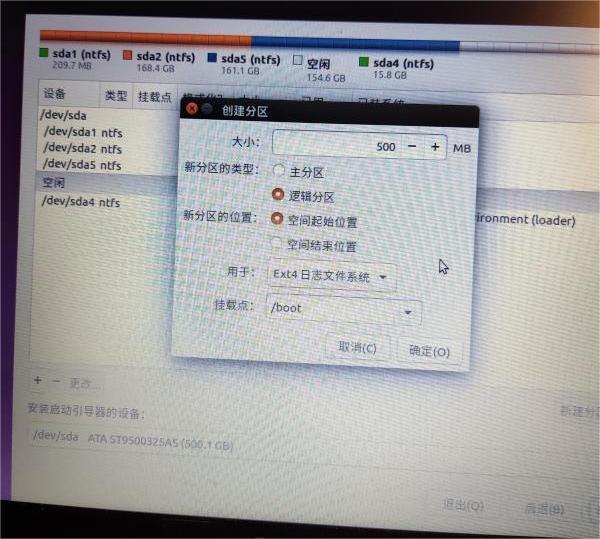 sda1 (ntfs) sda2 (ntfs) sda5 (ntfs) 空闲 sda4 (ntfs)
209.7 MB 168.4 GB 161.1 GB 154.6 GB 15.8 GB
设备 类型 挂载点
创建分区
/dev/sda
/dev/sda1 ntfs
/dev/sda2 ntfs
/dev/sda5 ntfs
空闲
/dev/sda4 ntfs
ironment (loader)
大小: 500 − + MB
新分区的类型: 主分区
逻辑分区
新分区的位置: 空间起始位置
空间结束位置
用于: Ext4 日志文件系统
挂载点: /boot
取消(C) 确定(O)
+ − 更改...
新建分
安装启动引导器的设备:
/dev/sda ATA ST9500325AS (500.1 GB)
退出(Q) 后退(B)